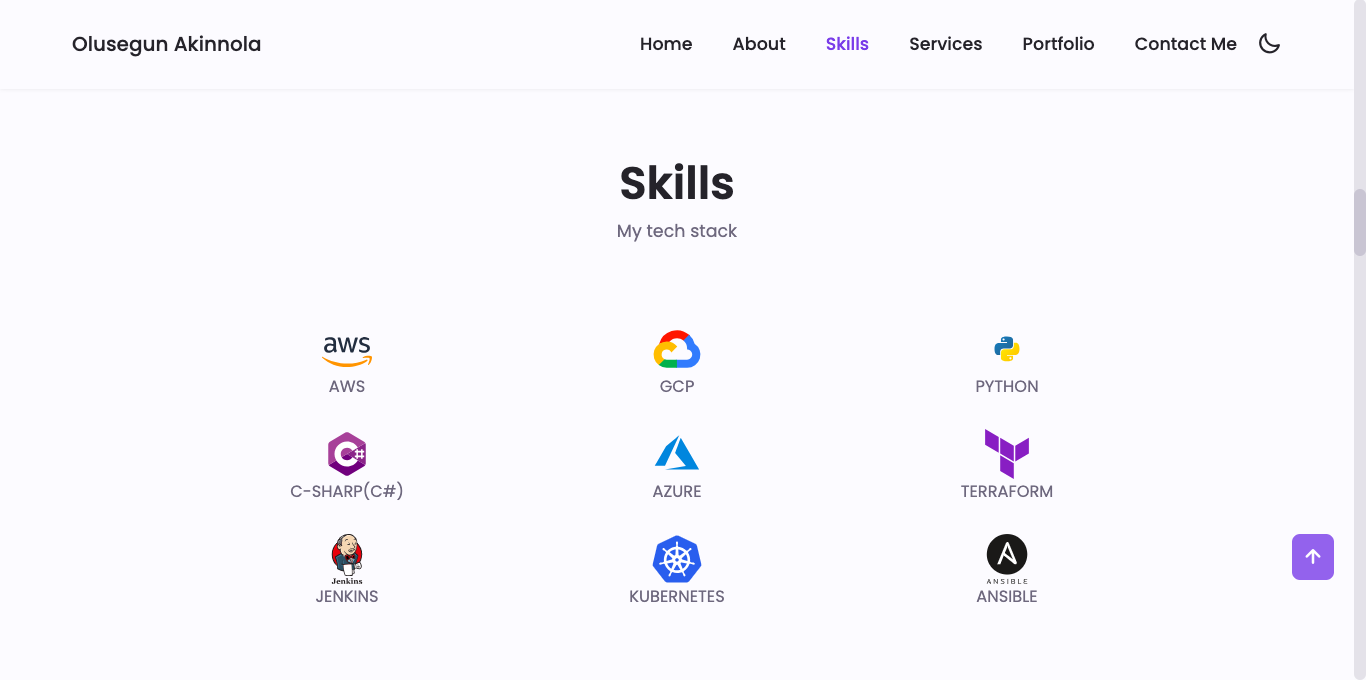 Olusegun Akinnola Home About Skills Services Portfolio Contact Me
Skills
My tech stack
aws
AWS
GCP
PYTHON
C#
C-SHARP(C#)
AZURE
TERRAFORM
Jenkins
JENKINS
KUBERNETES
A
ANSIBLE
ANSIBLE